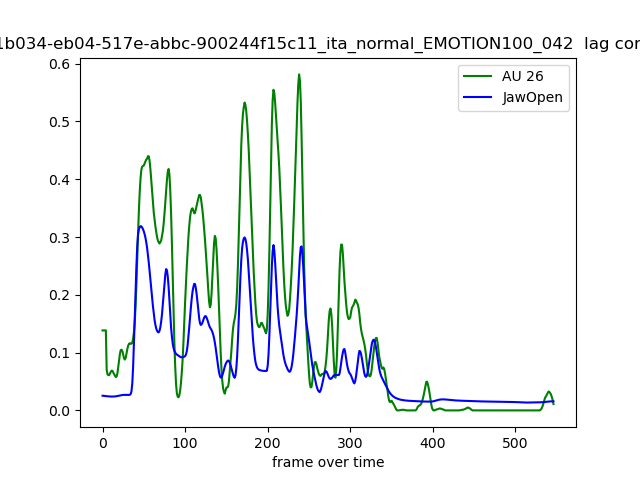 1b034-eb04-517e-abbc-900244f15c11_ita_normal_EMOTION100_042 lag cor
AU 26
JawOpen
0.6
0.5
0.4
0.3
0.2
0.1
0.0
0 100 200 300 400 500
frame over time